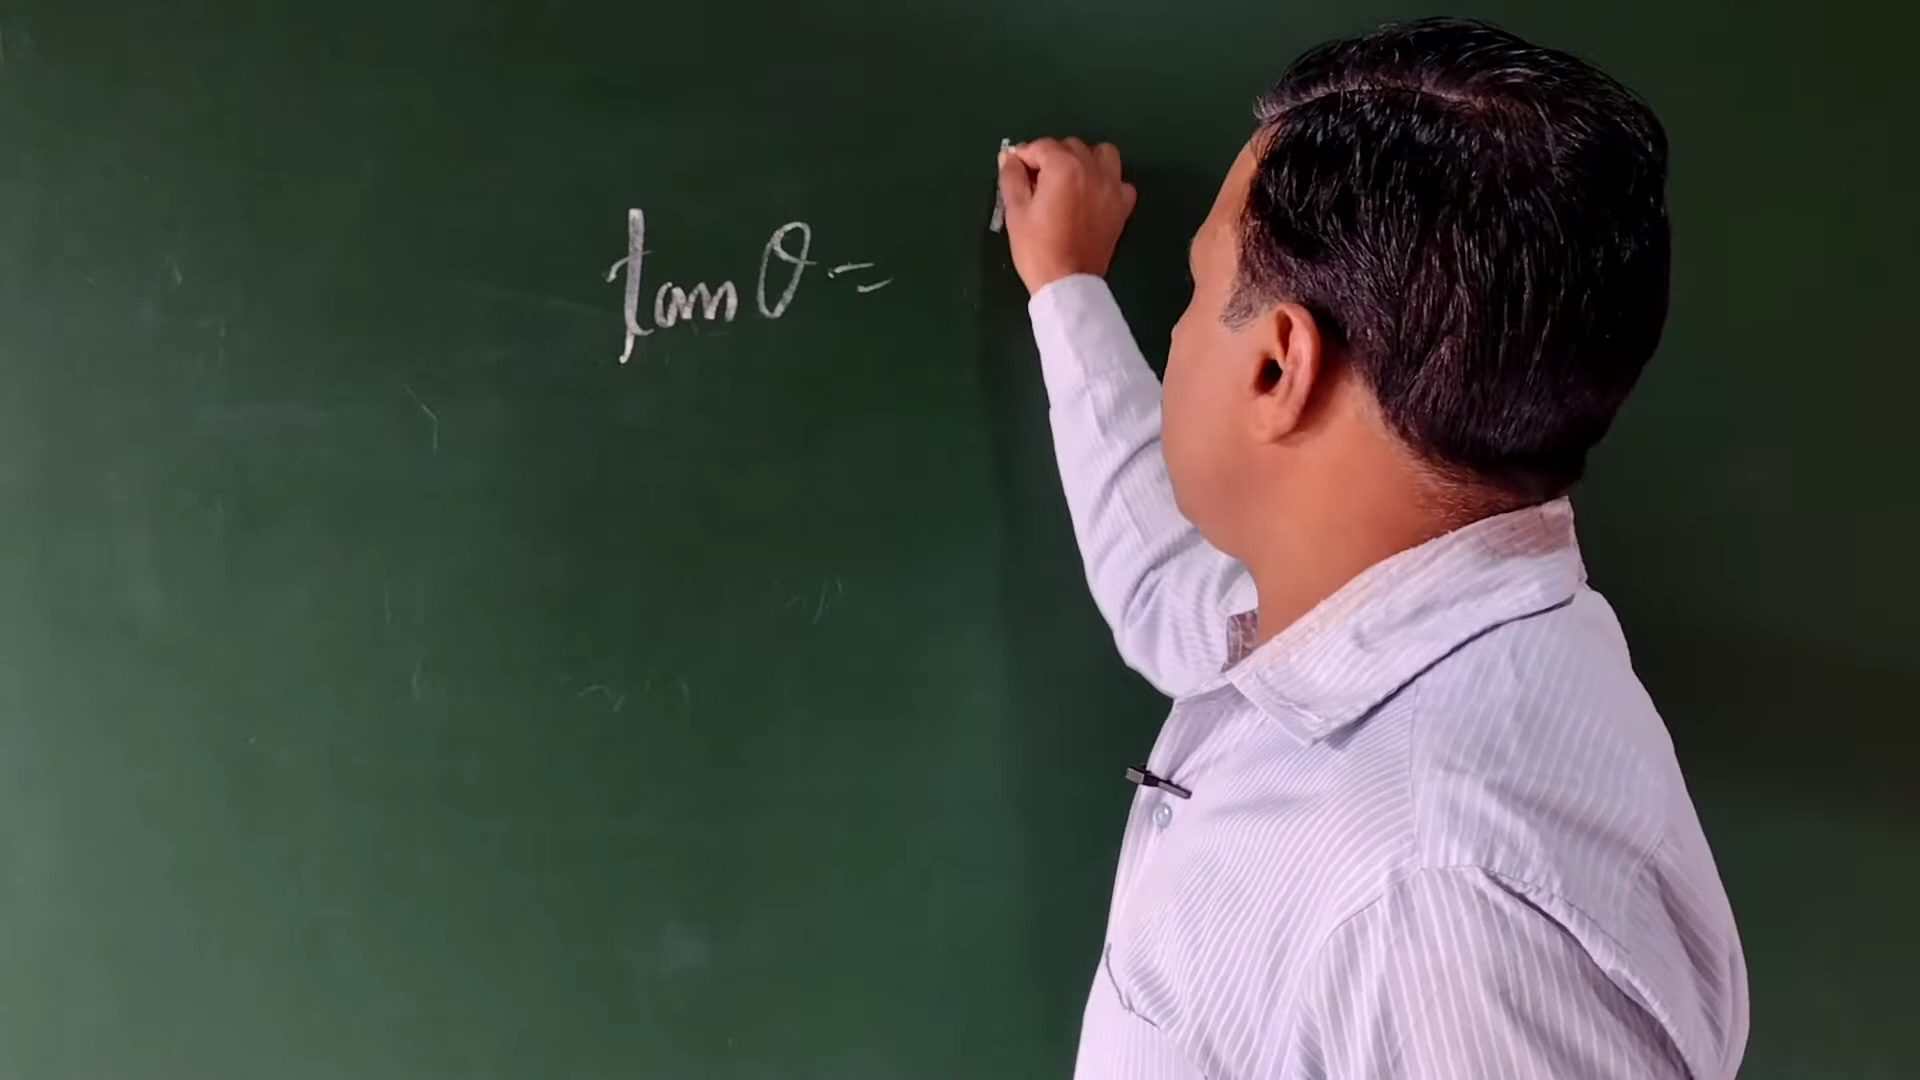 tan θ =